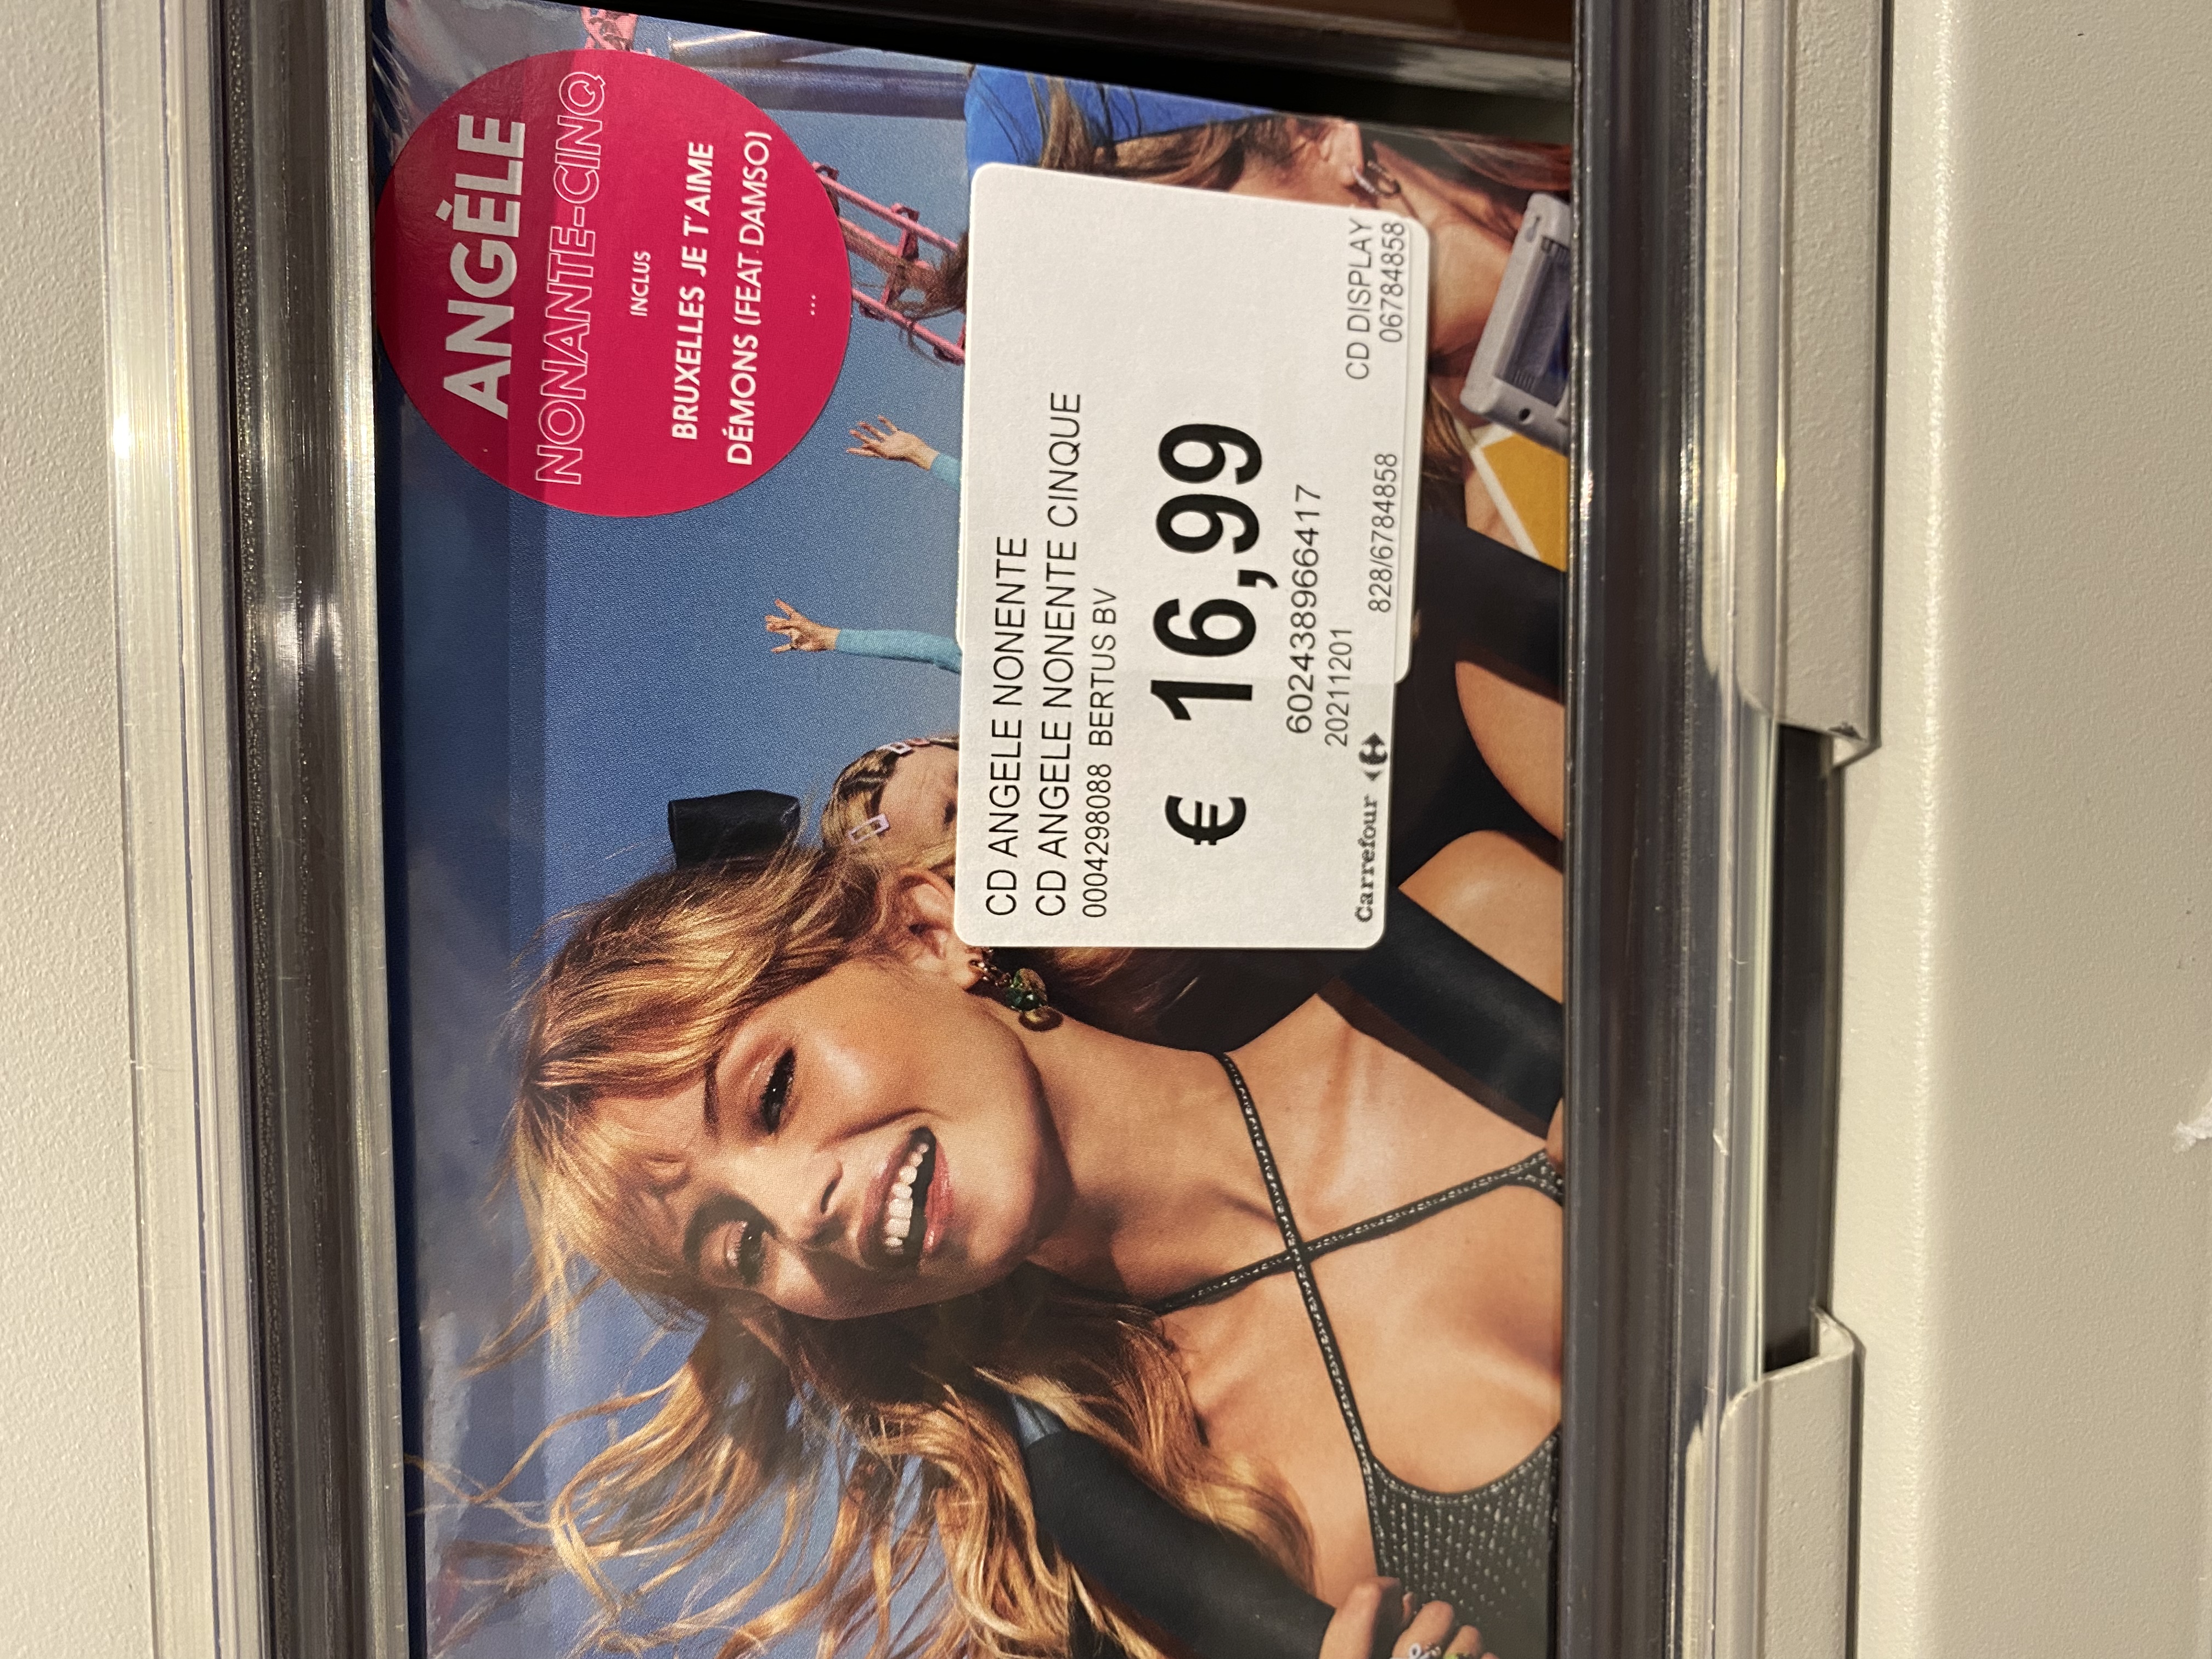 ANGÈLE
NONANTE-CINQ
INCLUS
BRUXELLES JE T'AIME
DÉMONS (FEAT DAMSO)
...
CD ANGELE NONENTE
CD ANGELE NONENTE CINQUE
0004298088 BERTUS BV
€ 16,99
602438966417
20211201
CD DISPLAY
Carrefour 828/6784858 06784858